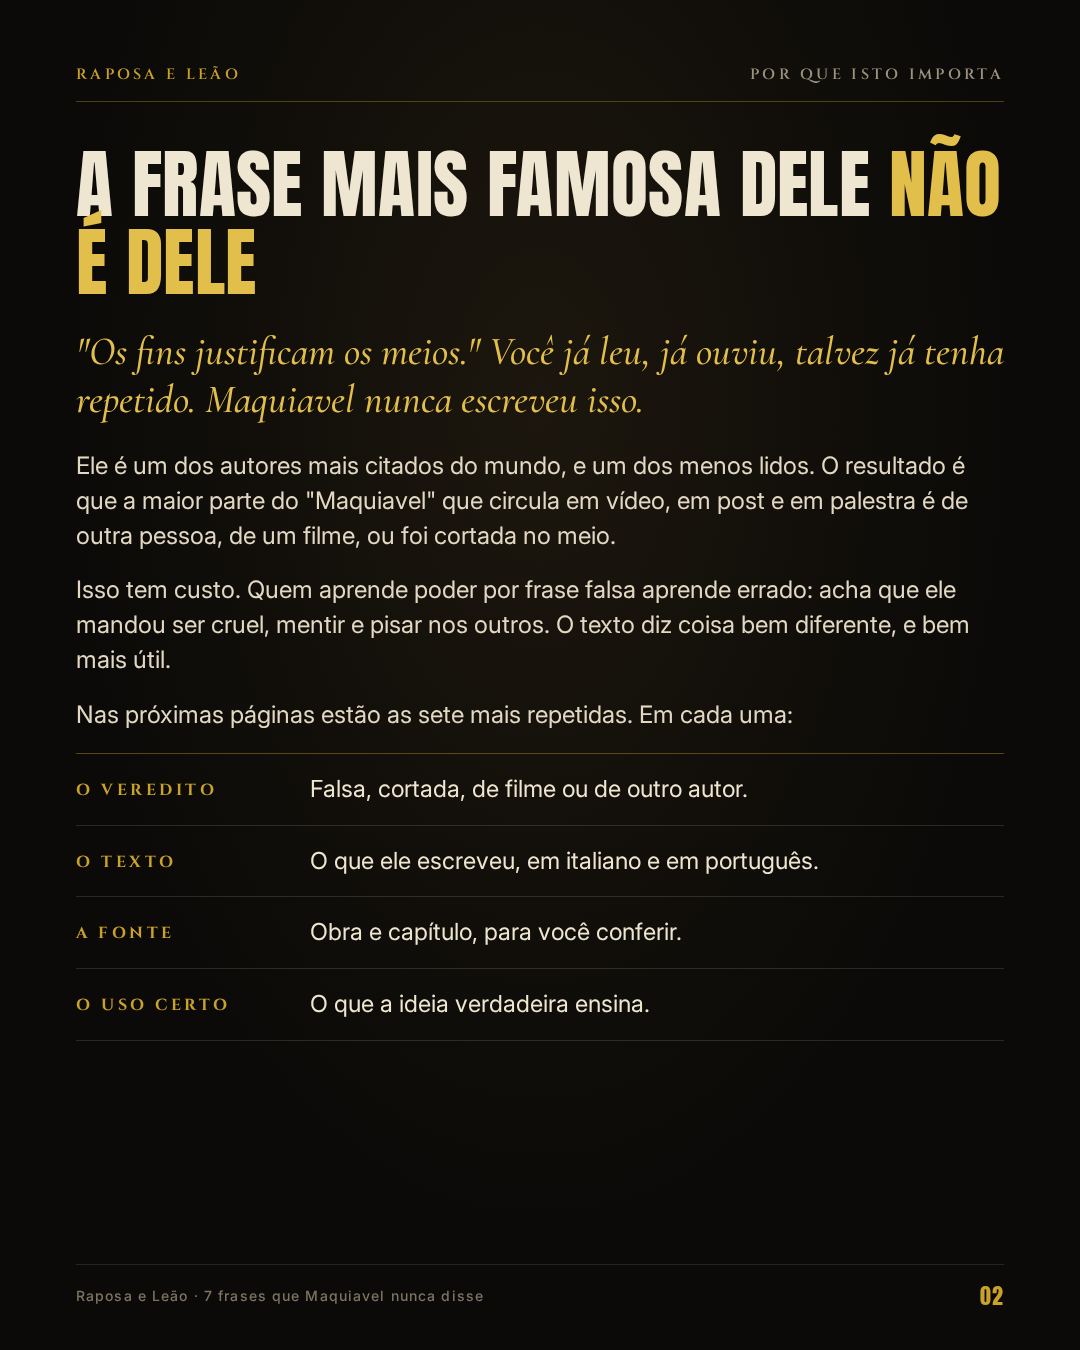 RAPOSA E LEÃO
POR QUE ISTO IMPORTA
A FRASE MAIS FAMOSA DELE NÃO
É DELE
"Os fins justificam os meios." Você já leu, já ouviu, talvez já tenha
repetido. Maquiavel nunca escreveu isso.
Ele é um dos autores mais citados do mundo, e um dos menos lidos. O resultado é
que a maior parte do "Maquiavel" que circula em vídeo, em post e em palestra é de
outra pessoa, de um filme, ou foi cortada no meio.
Isso tem custo. Quem aprende poder por frase falsa aprende errado: acha que ele
mandou ser cruel, mentir e pisar nos outros. O texto diz coisa bem diferente, e bem
mais útil.
Nas próximas páginas estão as sete mais repetidas. Em cada uma:
O VEREDITO
Falsa, cortada, de filme ou de outro autor.
O TEXTO
O que ele escreveu, em italiano e em português.
A FONTE
Obra e capítulo, para você conferir.
O USO CERTO
O que a ideia verdadeira ensina.
Raposa e Leão · 7 frases que Maquiavel nunca disse
02